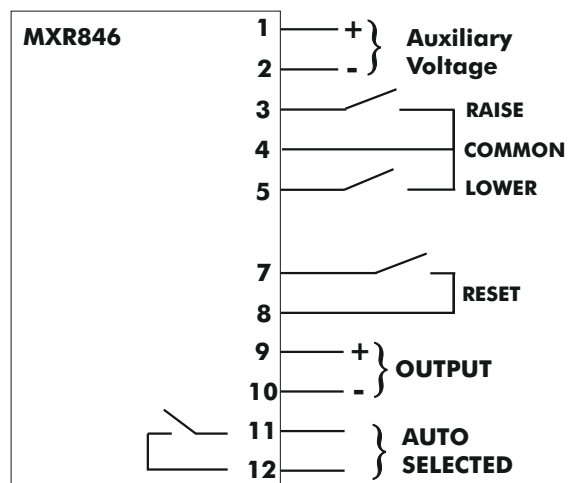 MXR846
1 + Auxiliary
2 - Voltage
3 RAISE
4 COMMON
5 LOWER
7
RESET
8
9 +
OUTPUT
10 -
11 AUTO
12 SELECTED